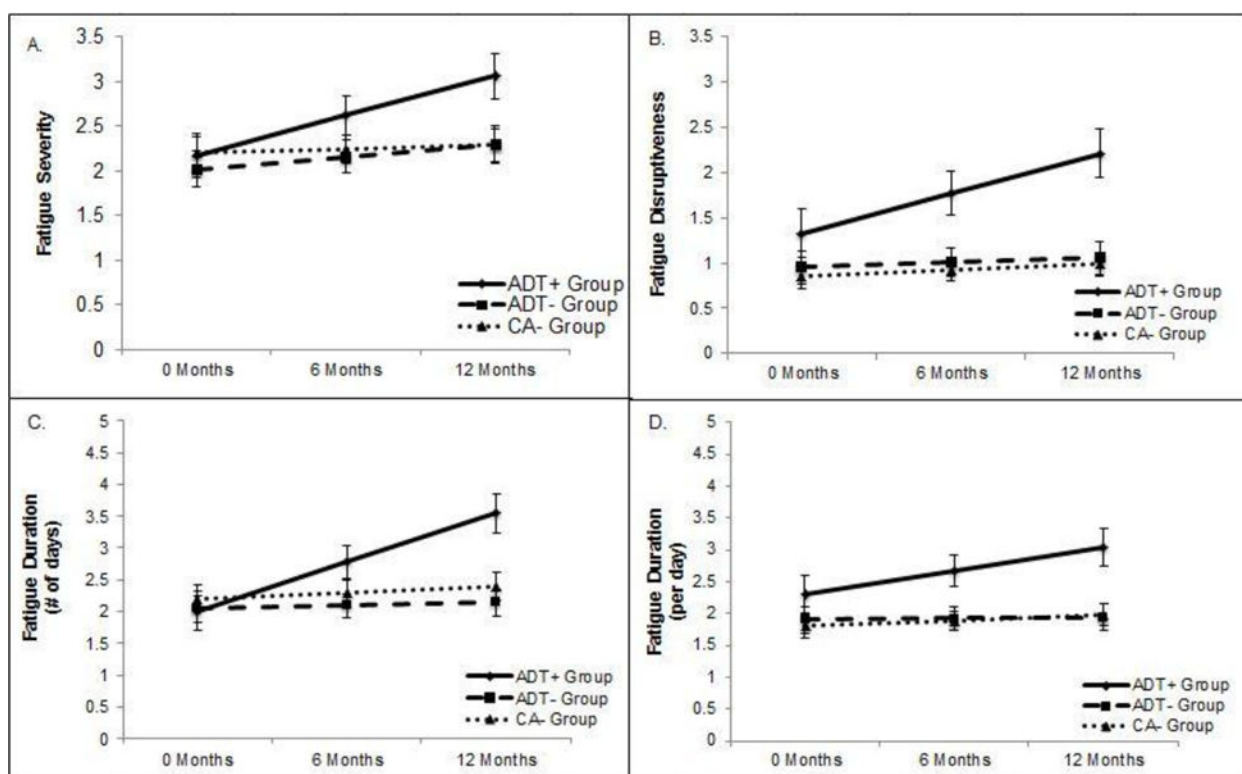 A.
Fatigue Severity
3.5
3
2.5
2
1.5
1
0.5
0
0 Months
6 Months
12 Months
ADT+ Group
ADT- Group
CA- Group
B.
Fatigue Disruptiveness
3.5
3
2.5
2
1.5
1
0.5
0
0 Months
6 Months
12 Months
ADT+ Group
ADT- Group
CA- Group
C.
Fatigue Duration
(# of days)
5
4.5
4
3.5
3
2.5
2
1.5
1
0.5
0
0 Months
6 Months
12 Months
ADT+ Group
ADT- Group
CA- Group
D.
Fatigue Duration
(per day)
5
4.5
4
3.5
3
2.5
2
1.5
1
0.5
0
0 Months
6 Months
12 Months
ADT+ Group
ADT- Group
CA- Group